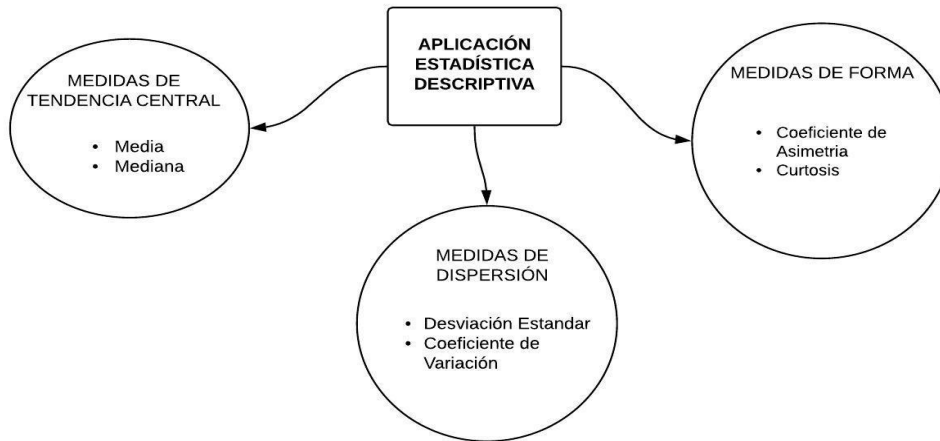 APLICACIÓN
ESTADÍSTICA
DESCRIPTIVA
MEDIDAS DE
TENDENCIA CENTRAL
• Media
• Mediana
MEDIDAS DE
DISPERSIÓN
• Desviación Estandar
• Coeficiente de
Variación
MEDIDAS DE FORMA
• Coeficiente de
Asimetria
• Curtosis